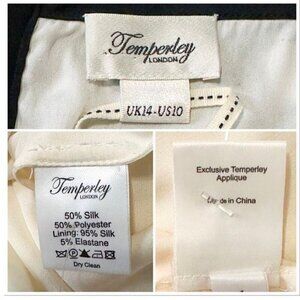 Temperley
LONDON
UK14-US10
Temperley
LONDON
50% Silk
50% Polyester
Lining: 95% Silk
5% Elastane
Dry Clean
Exclusive Temperley
Applique
Made in China